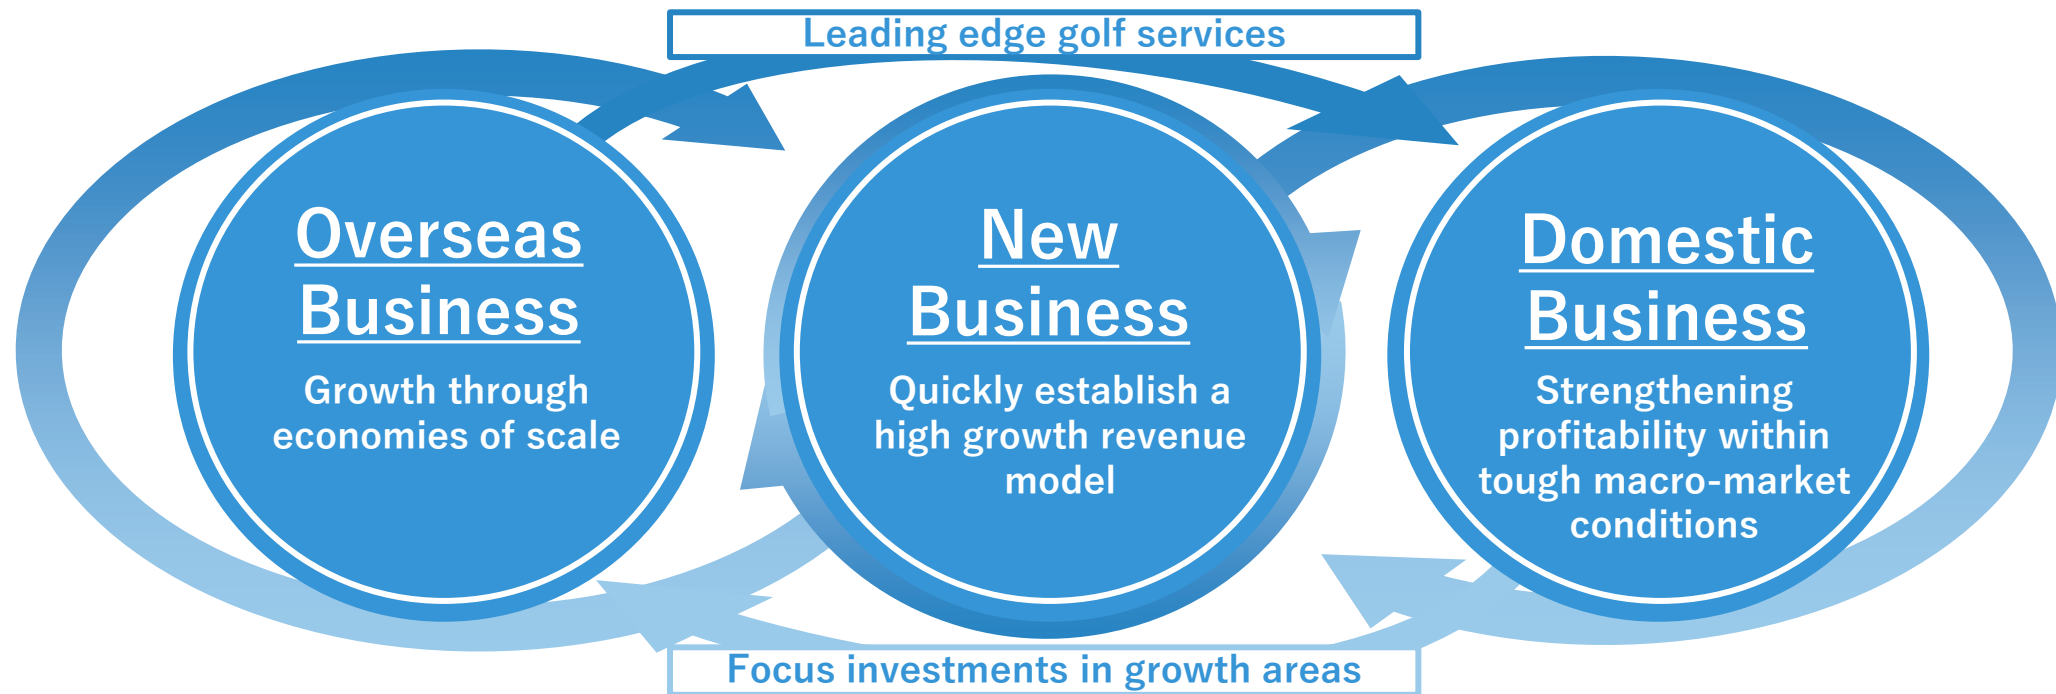 Leading edge golf services
Overseas
Business
Growth through
economies of scale
New
Business
Quickly establish a
high growth revenue
model
Domestic
Business
Strengthening
profitability within
tough macro-market
conditions
Focus investments in growth areas